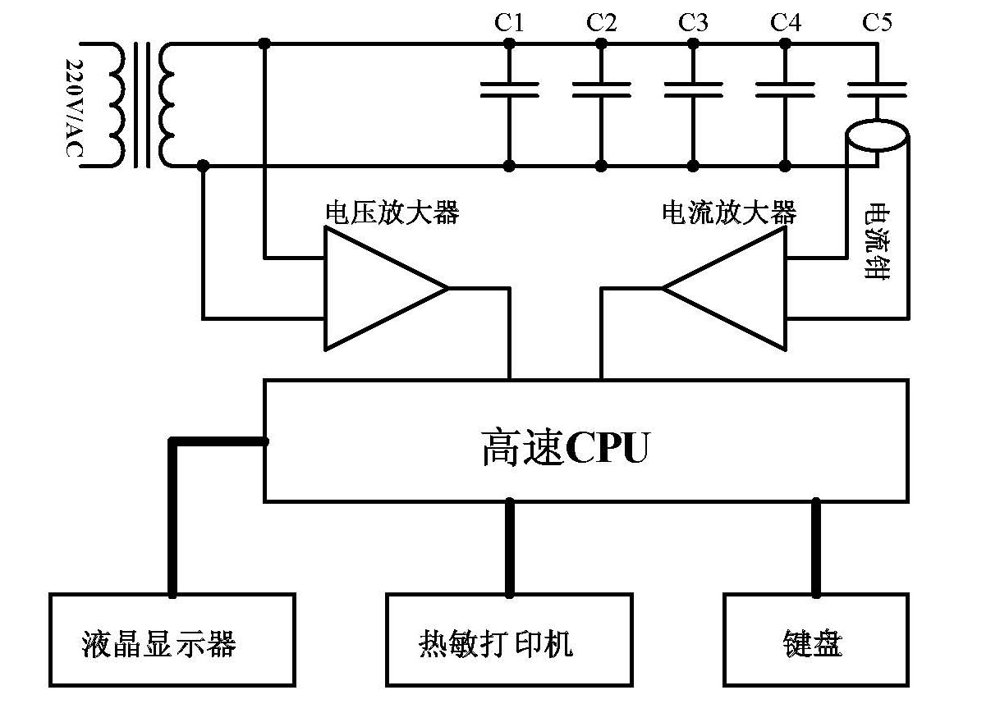 C1
C2
C3
C4
C5
220V/AC
电压放大器
电流放大器
电流钳
高速CPU
液晶显示器
热敏打印机
键盘